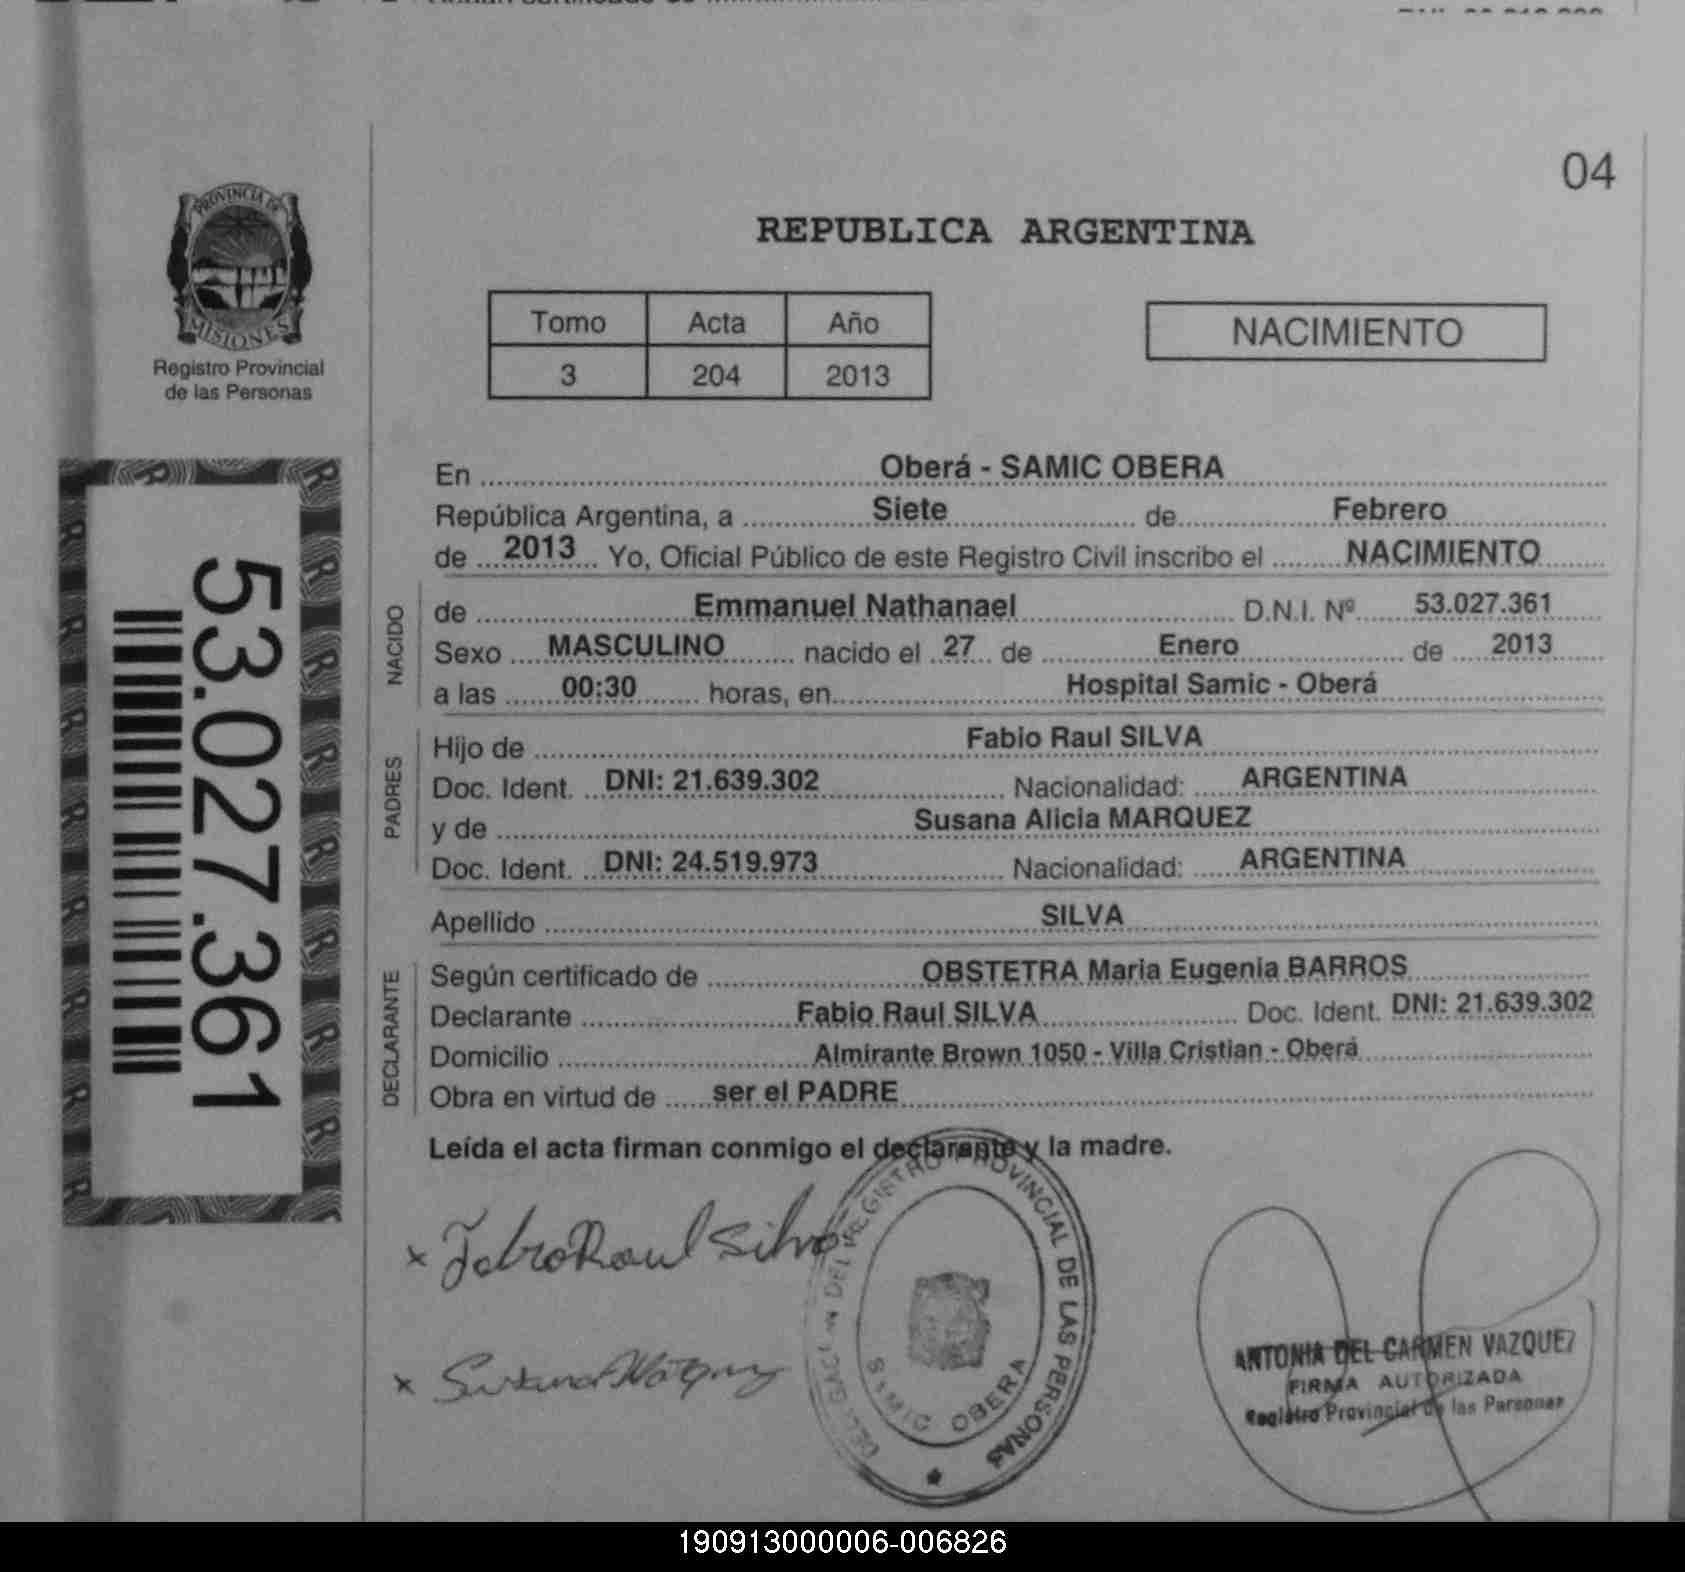 04
PROVINCIA DE
MISIONES
Registro Provincial
de las Personas
REPUBLICA ARGENTINA
Tomo Acta Año
3 204 2013
NACIMIENTO
53.027.361
En Oberá - SAMIC OBERA
República Argentina, a Siete de Febrero
de 2013 Yo, Oficial Público de este Registro Civil inscribo el NACIMIENTO
NACIDO
de Emmanuel Nathanael D.N.I. Nº 53.027.361
Sexo MASCULINO nacido el 27 de Enero de 2013
a las 00:30 horas, en Hospital Samic - Oberá
PADRES
Hijo de Fabio Raul SILVA
Doc. Ident. DNI: 21.639.302 Nacionalidad: ARGENTINA
y de Susana Alicia MARQUEZ
Doc. Ident. DNI: 24.519.973 Nacionalidad: ARGENTINA
Apellido SILVA
DECLARANTE
Según certificado de OBSTETRA Maria Eugenia BARROS
Declarante Fabio Raul SILVA Doc. Ident. DNI: 21.639.302
Domicilio Almirante Brown 1050 - Villa Cristian - Oberá
Obra en virtud de ser el PADRE
Leída el acta firman conmigo el declarante y la madre.
x Fabio Raul Silva
x
DEL REGISTRO PROVINCIAL DE LAS PERSONAS
SAMIC OBERA
ANTONIA DEL CARMEN VAZQUEZ
FIRMA AUTORIZADA
Registro Provincial de las Personas
190913000006-006826